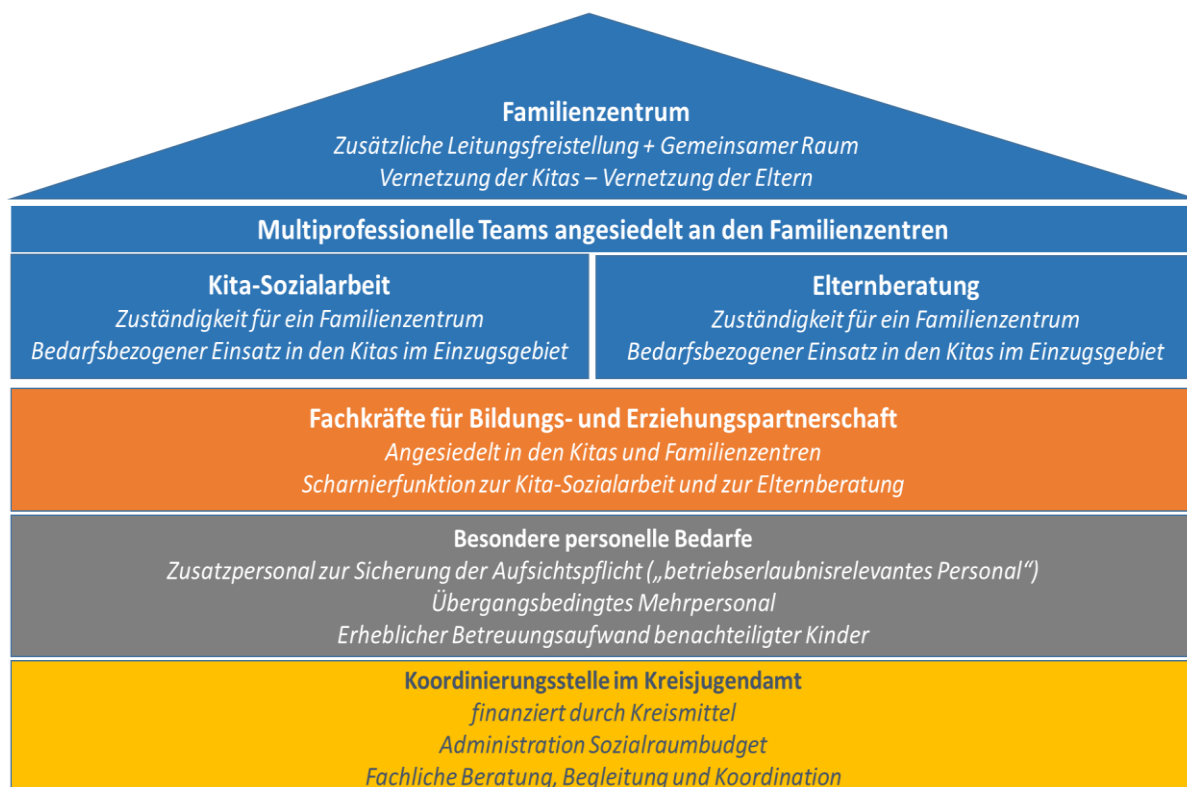 Familienzentrum
Zusätzliche Leitungsfreistellung + Gemeinsamer Raum
Vernetzung der Kitas – Vernetzung der Eltern
Multiprofessionelle Teams angesiedelt an den Familienzentren
Kita-Sozialarbeit
Zuständigkeit für ein Familienzentrum
Bedarfsbezogener Einsatz in den Kitas im Einzugsgebiet
Elternberatung
Zuständigkeit für ein Familienzentrum
Bedarfsbezogener Einsatz in den Kitas im Einzugsgebiet
Fachkräfte für Bildungs- und Erziehungspartnerschaft
Angesiedelt in den Kitas und Familienzentren
Scharnierfunktion zur Kita-Sozialarbeit und zur Elternberatung
Besondere personelle Bedarfe
Zusatzpersonal zur Sicherung der Aufsichtspflicht („betriebserlaubnisrelevantes Personal“)
Übergangsbedingtes Mehrpersonal
Erheblicher Betreuungsaufwand benachteiligter Kinder
Koordinierungsstelle im Kreisjugendamt
finanziert durch Kreismittel
Administration Sozialraumbudget
Fachliche Beratung, Begleitung und Koordination